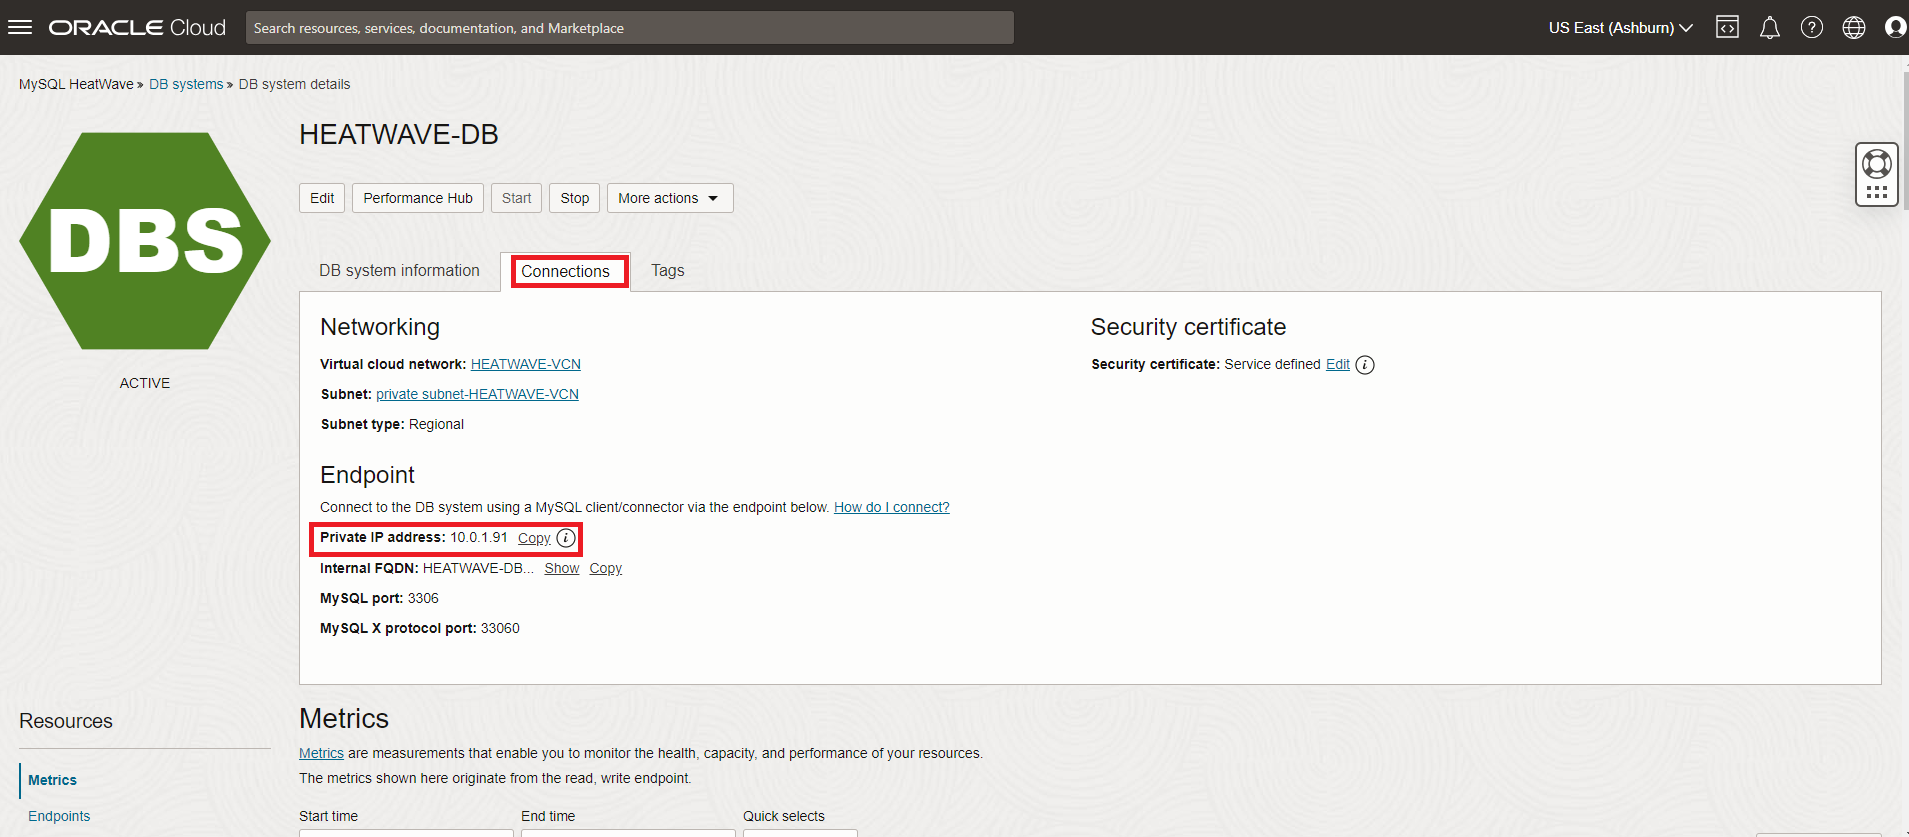 ORACLE Cloud
Search resources, services, documentation, and Marketplace
US East (Ashburn)
MySQL HeatWave » DB systems » DB system details
HEATWAVE-DB
DBS
ACTIVE
Edit Performance Hub Start Stop More actions
DB system information Connections Tags
Networking
Virtual cloud network: HEATWAVE-VCN
Subnet: private subnet-HEATWAVE-VCN
Subnet type: Regional
Security certificate
Security certificate: Service defined Edit
Endpoint
Connect to the DB system using a MySQL client/connector via the endpoint below. How do I connect?
Private IP address: 10.0.1.91 Copy
Internal FQDN: HEATWAVE-DB... Show Copy
MySQL port: 3306
MySQL X protocol port: 33060
Resources
Metrics
Endpoints
Metrics
Metrics are measurements that enable you to monitor the health, capacity, and performance of your resources.
The metrics shown here originate from the read, write endpoint.
Start time End time Quick selects